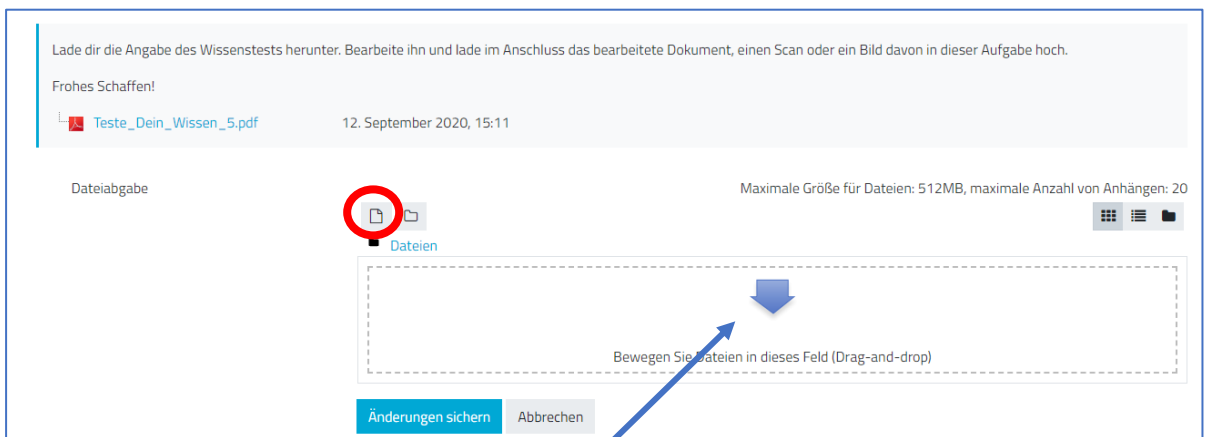 Lade dir die Angabe des Wissenstests herunter. Bearbeite ihn und lade im Anschluss das bearbeitete Dokument, einen Scan oder ein Bild davon in dieser Aufgabe hoch.
Frohes Schaffen!
Teste_Dein_Wissen_5.pdf 12. September 2020, 15:11
Dateiabgabe Maximale Größe für Dateien: 512MB, maximale Anzahl von Anhängen: 20
Dateien
Bewegen Sie Dateien in dieses Feld (Drag-and-drop)
Änderungen sichern Abbrechen